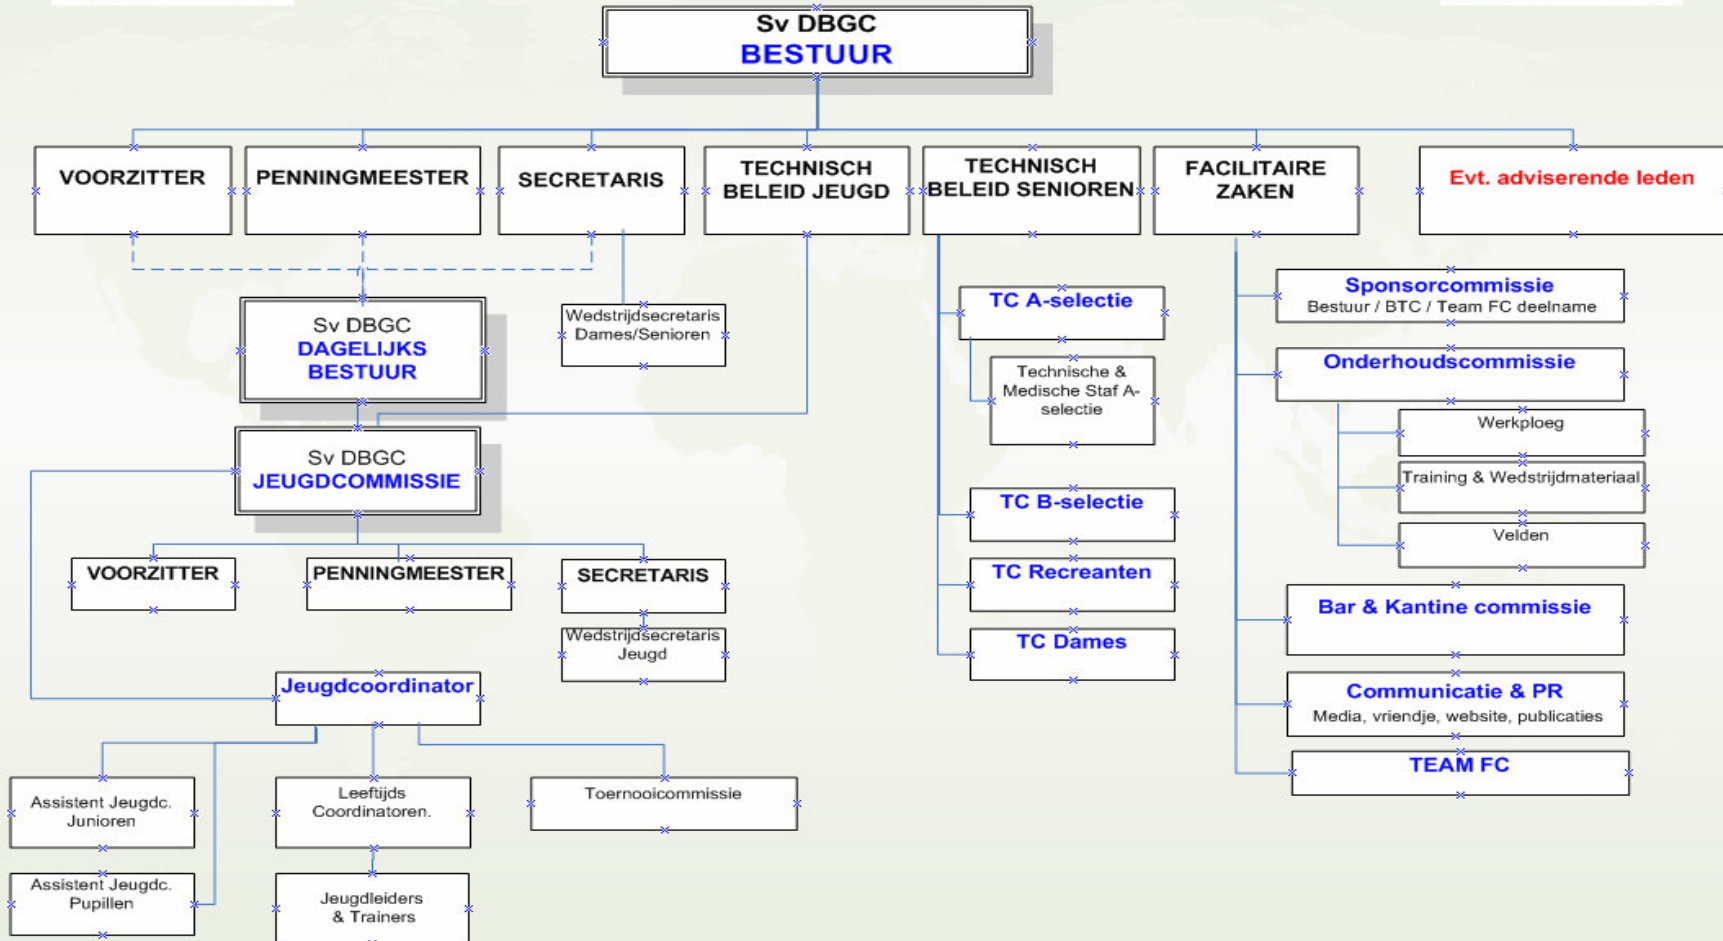 Sv DBGC
BESTUUR
VOORZITTER
PENNINGMEESTER
SECRETARIS
TECHNISCH
BELEID JEUGD
TECHNISCH
BELEID SENIOREN
FACILITAIRE
ZAKEN
Evt. adviserende leden
Sv DBGC
DAGELIJKS
BESTUUR
Wedstrijdsecretaris
Dames/Senioren
TC A-selectie
Technische &
Medische Staf A-
selectie
Sponsorcommissie
Bestuur / BTC / Team FC deelname
Onderhoudscommissie
Werkploeg
Training & Wedstrijdmateriaal
Velden
Sv DBGC
JEUGDCOMMISSIE
TC B-selectie
TC Recreanten
TC Dames
VOORZITTER
PENNINGMEESTER
SECRETARIS
Wedstrijdsecretaris
Jeugd
Bar & Kantine commissie
Communicatie & PR
Media, vriendje, website, publicaties
TEAM FC
Jeugdcoordinator
Assistent Jeugdc.
Junioren
Leeftijds
Coordinatoren.
Toernooicommissie
Assistent Jeugdc.
Pupillen
Jeugdleiders
& Trainers